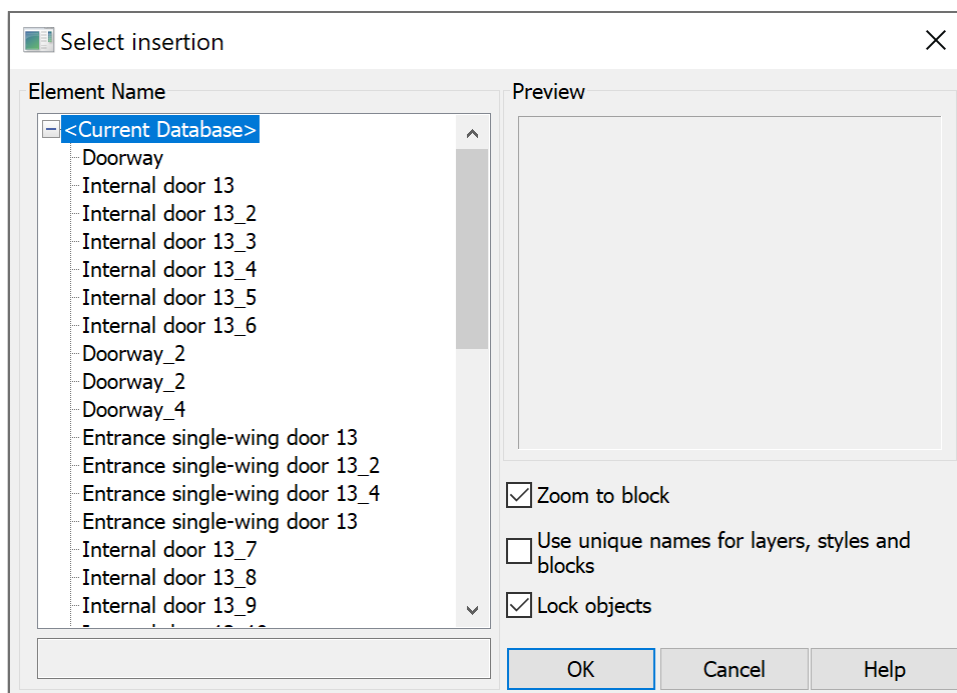 Select insertion
Element Name
<Current Database>
Doorway
Internal door 13
Internal door 13_2
Internal door 13_3
Internal door 13_4
Internal door 13_5
Internal door 13_6
Doorway_2
Doorway_2
Doorway_4
Entrance single-wing door 13
Entrance single-wing door 13_2
Entrance single-wing door 13_4
Entrance single-wing door 13
Internal door 13_7
Internal door 13_8
Internal door 13_9
Preview
Zoom to block
Use unique names for layers, styles and
blocks
Lock objects
OK
Cancel
Help